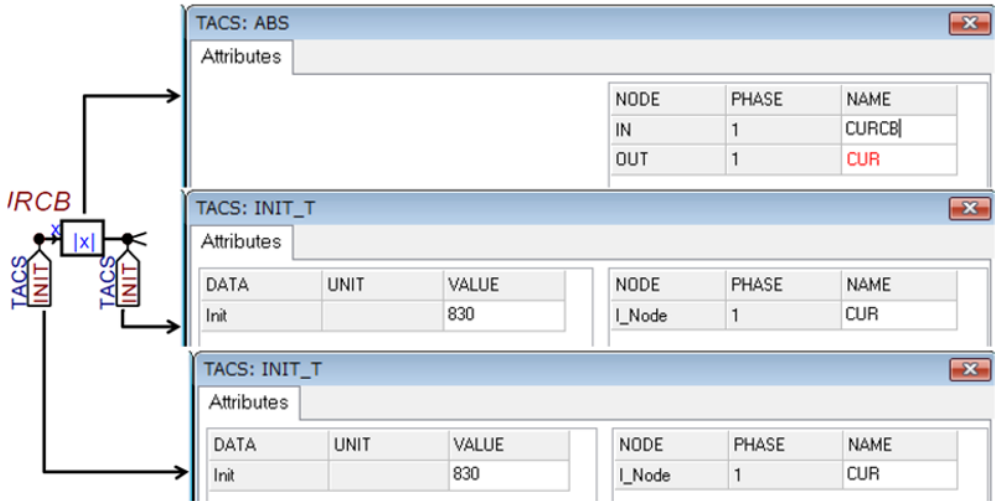 TACS: ABS
Attributes
NODE PHASE NAME
IN 1 CURCB
OUT 1 CUR
IRCB
x
|x|
TACS
INIT
TACS
INIT
TACS: INIT_T
Attributes
DATA UNIT VALUE
Init 830
NODE PHASE NAME
I_Node 1 CUR
TACS: INIT_T
Attributes
DATA UNIT VALUE
Init 830
NODE PHASE NAME
I_Node 1 CUR